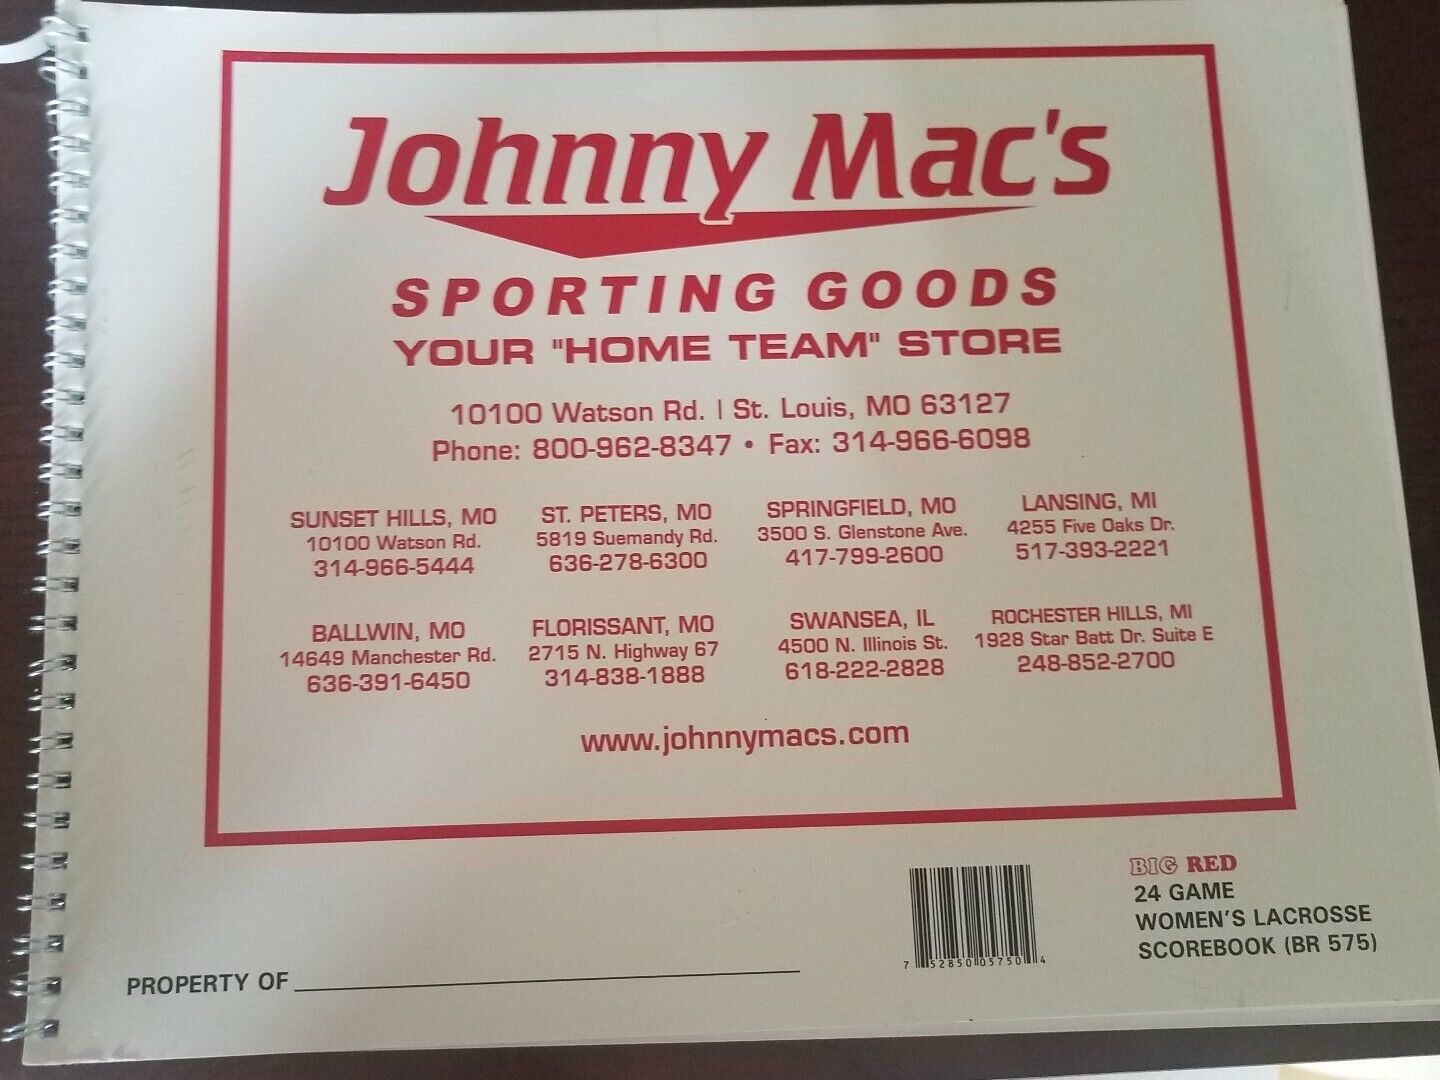 Johnny Mac's
SPORTING GOODS
YOUR "HOME TEAM" STORE
10100 Watson Rd. | St. Louis, MO 63127
Phone: 800-962-8347 • Fax: 314-966-6098
SUNSET HILLS, MO
10100 Watson Rd.
314-966-5444
ST. PETERS, MO
5819 Suemandy Rd.
636-278-6300
SPRINGFIELD, MO
3500 S. Glenstone Ave.
417-799-2600
LANSING, MI
4255 Five Oaks Dr.
517-393-2221
BALLWIN, MO
14649 Manchester Rd.
636-391-6450
FLORISSANT, MO
2715 N. Highway 67
314-838-1888
SWANSEA, IL
4500 N. Illinois St.
618-222-2828
ROCHESTER HILLS, MI
1928 Star Batt Dr. Suite E
248-852-2700
www.johnnymacs.com
BIG RED
24 GAME
WOMEN'S LACROSSE
SCOREBOOK (BR 575)
7 52850 05750 4
PROPERTY OF